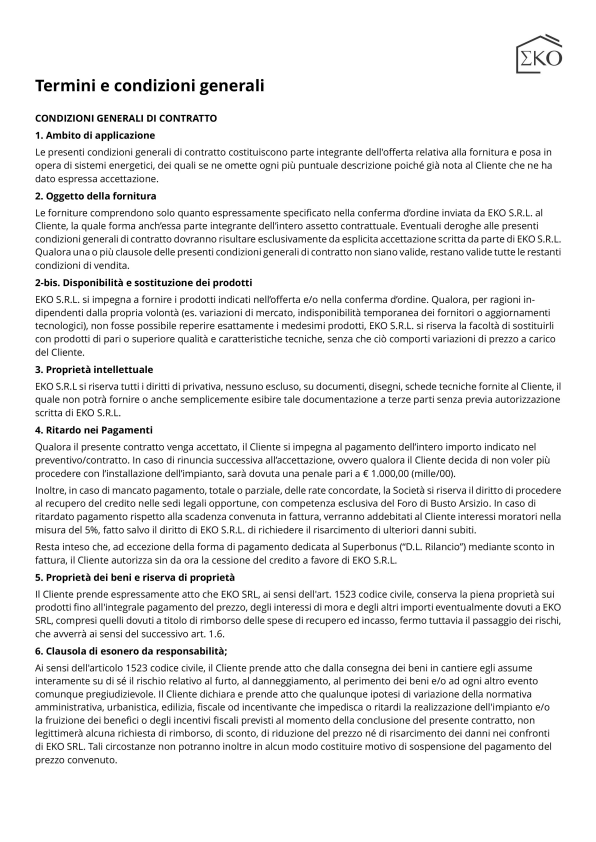 ΣKO
Termini e condizioni generali
CONDIZIONI GENERALI DI CONTRATTO
1. Ambito di applicazione
Le presenti condizioni generali di contratto costituiscono parte integrante dell'offerta relativa alla fornitura e posa in
opera di sistemi energetici, dei quali se ne omette ogni più puntuale descrizione poiché già nota al Cliente che ne ha
dato espressa accettazione.
2. Oggetto della fornitura
Le forniture comprendono solo quanto espressamente specificato nella conferma d'ordine inviata da EKO S.R.L. al
Cliente, la quale forma anch'essa parte integrante dell'intero assetto contrattuale. Eventuali deroghe alle presenti
condizioni generali di contratto dovranno risultare esclusivamente da esplicita accettazione scritta da parte di EKO S.R.L.
Qualora una o più clausole delle presenti condizioni generali di contratto non siano valide, restano valide tutte le restanti
condizioni di vendita.
2-bis. Disponibilità e sostituzione dei prodotti
EKO S.R.L. si impegna a fornire i prodotti indicati nell'offerta e/o nella conferma d'ordine. Qualora, per ragioni in-
dipendenti dalla propria volontà (es. variazioni di mercato, indisponibilità temporanea dei fornitori o aggiornamenti
tecnologici), non fosse possibile reperire esattamente i medesimi prodotti, EKO S.R.L. si riserva la facoltà di sostituirli
con prodotti di pari o superiore qualità e caratteristiche tecniche, senza che ciò comporti variazioni di prezzo a carico
del Cliente.
3. Proprietà intellettuale
EKO S.R.L si riserva tutti i diritti di privativa, nessuno escluso, su documenti, disegni, schede tecniche fornite al Cliente, il
quale non potrà fornire o anche semplicemente esibire tale documentazione a terze parti senza previa autorizzazione
scritta di EKO S.R.L.
4. Ritardo nei Pagamenti
Qualora il presente contratto venga accettato, il Cliente si impegna al pagamento dell'intero importo indicato nel
preventivo/contratto. In caso di rinuncia successiva all'accettazione, ovvero qualora il Cliente decida di non voler più
procedere con l'installazione dell'impianto, sarà dovuta una penale pari a € 1.000,00 (mille/00).
Inoltre, in caso di mancato pagamento, totale o parziale, delle rate concordate, la Società si riserva il diritto di procedere
al recupero del credito nelle sedi legali opportune, con competenza esclusiva del Foro di Busto Arsizio. In caso di
ritardato pagamento rispetto alla scadenza convenuta in fattura, verranno addebitati al Cliente interessi moratori nella
misura del 5%, fatto salvo il diritto di EKO S.R.L. di richiedere il risarcimento di ulteriori danni subiti.
Resta inteso che, ad eccezione della forma di pagamento dedicata al Superbonus ("D.L. Rilancio") mediante sconto in
fattura, il Cliente autorizza sin da ora la cessione del credito a favore di EKO S.R.L.
5. Proprietà dei beni e riserva di proprietà
Il Cliente prende espressamente atto che EKO SRL, ai sensi dell'art. 1523 codice civile, conserva la piena proprietà sui
prodotti fino all'integrale pagamento del prezzo, degli interessi di mora e degli altri importi eventualmente dovuti a EKO
SRL, compresi quelli dovuti a titolo di rimborso delle spese di recupero ed incasso, fermo tuttavia il passaggio dei rischi,
che avverrà ai sensi del successivo art. 1.6.
6. Clausola di esonero da responsabilità;
Ai sensi dell'articolo 1523 codice civile, il Cliente prende atto che dalla consegna dei beni in cantiere egli assume
interamente su di sé il rischio relativo al furto, al danneggiamento, al perimento dei beni e/o ad ogni altro evento
comunque pregiudizievole. Il Cliente dichiara e prende atto che qualunque ipotesi di variazione della normativa
amministrativa, urbanistica, edilizia, fiscale od incentivante che impedisca o ritardi la realizzazione dell'impianto e/o
la fruizione dei benefici o degli incentivi fiscali previsti al momento della conclusione del presente contratto, non
legittimerà alcuna richiesta di rimborso, di sconto, di riduzione del prezzo né di risarcimento dei danni nei confronti
di EKO SRL. Tali circostanze non potranno inoltre in alcun modo costituire motivo di sospensione del pagamento del
prezzo convenuto.